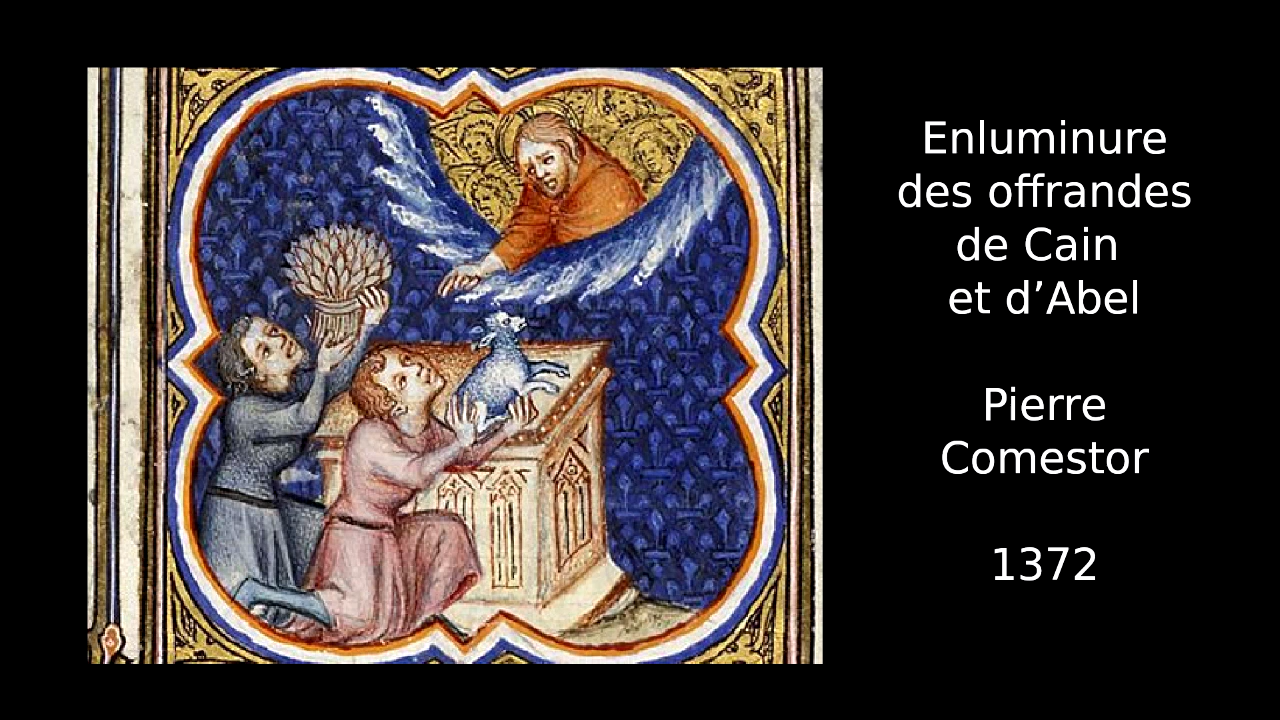 Enluminure
des offrandes
de Cain
et d’Abel
Pierre
Comestor
1372